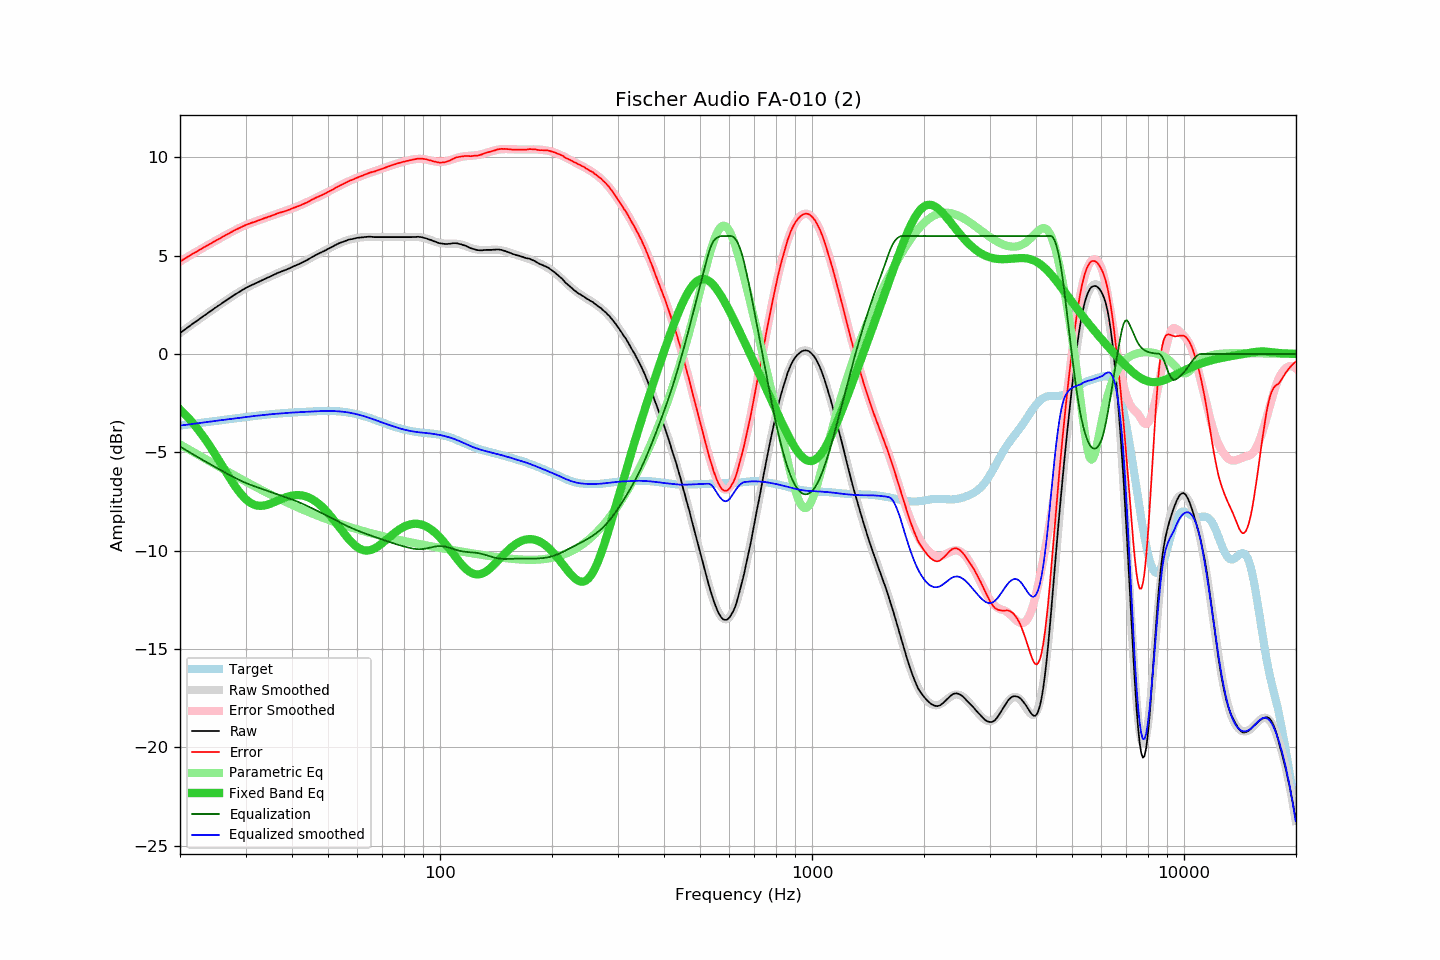 Fischer Audio FA-010 (2)
Amplitude (dBr)
10
5
0
−5
−10
−15
−20
−25
Target
Raw Smoothed
Error Smoothed
Raw
Error
Parametric Eq
Fixed Band Eq
Equalization
Equalized smoothed
100
1000
10000
Frequency (Hz)